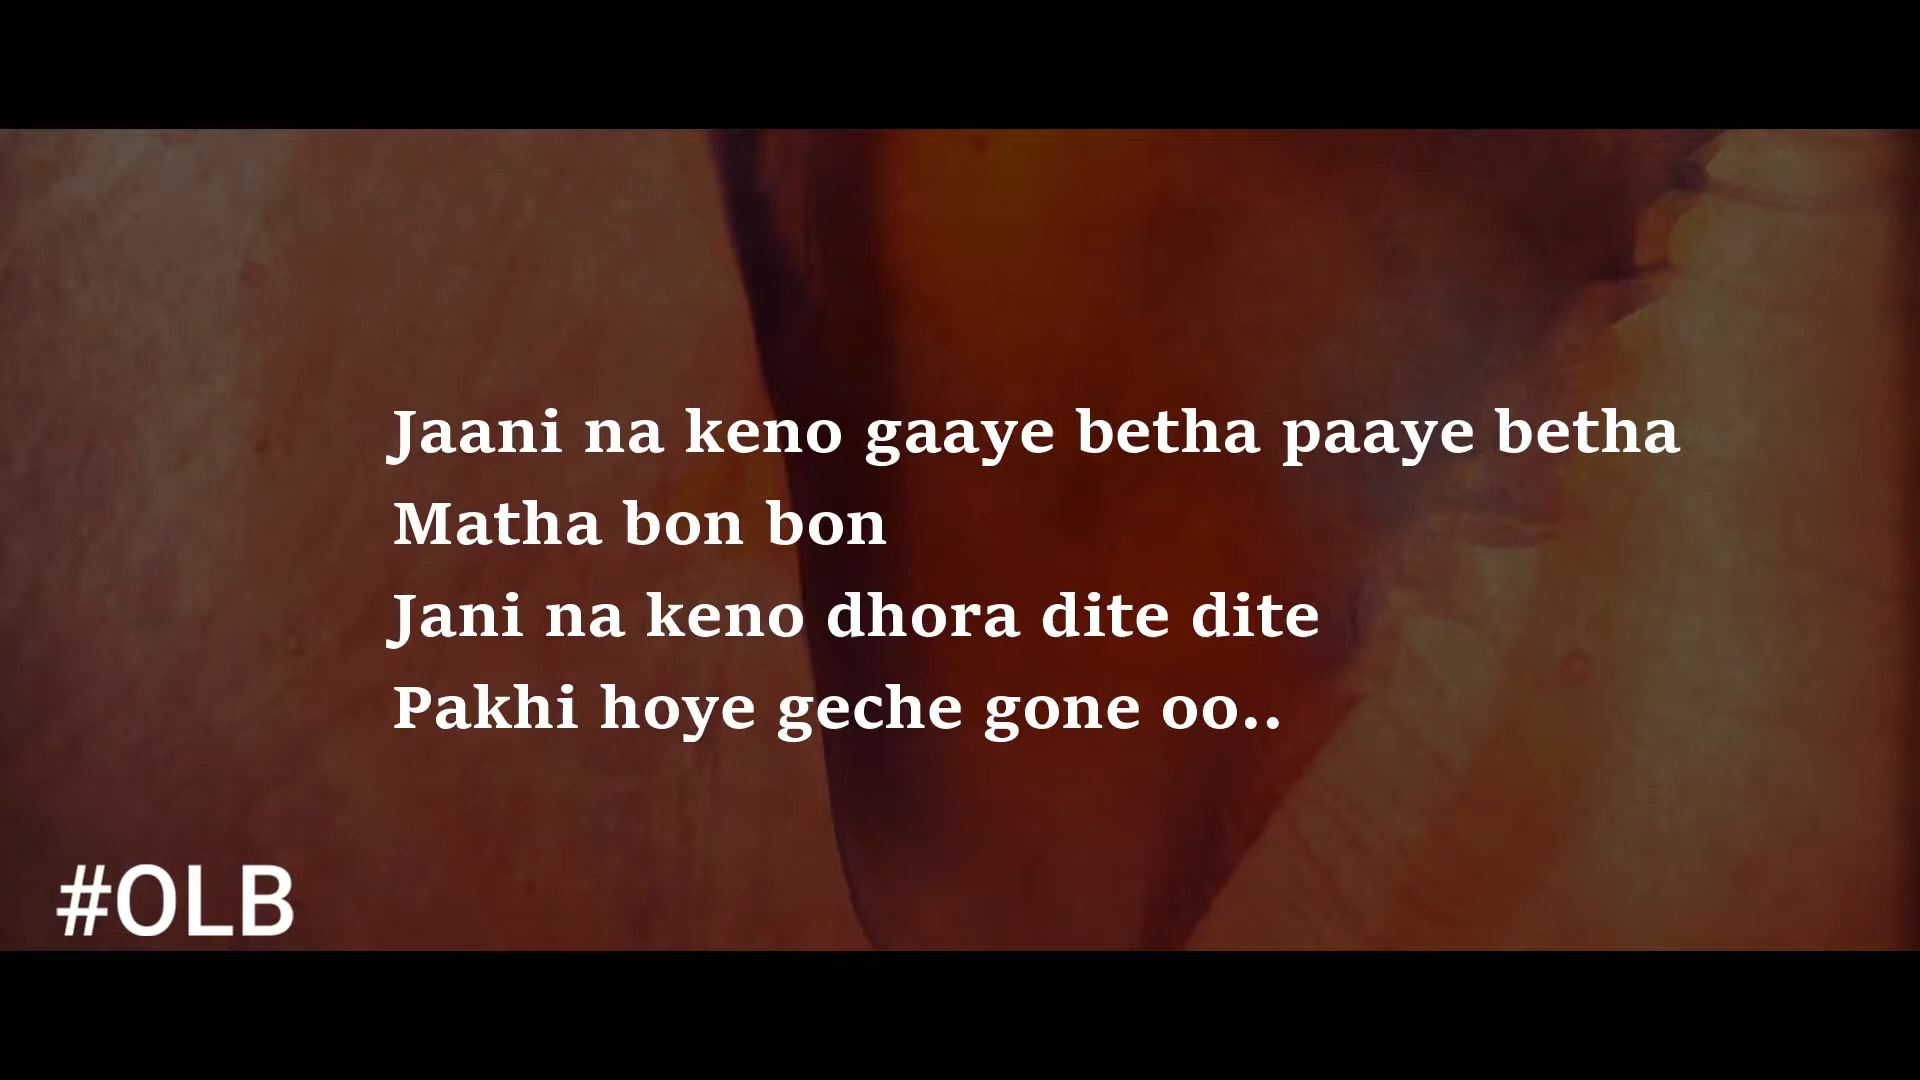 Jaani na keno gaaye betha paaye betha
Matha bon bon
Jani na keno dhora dite dite
Pakhi hoye geche gone oo..
#OLB